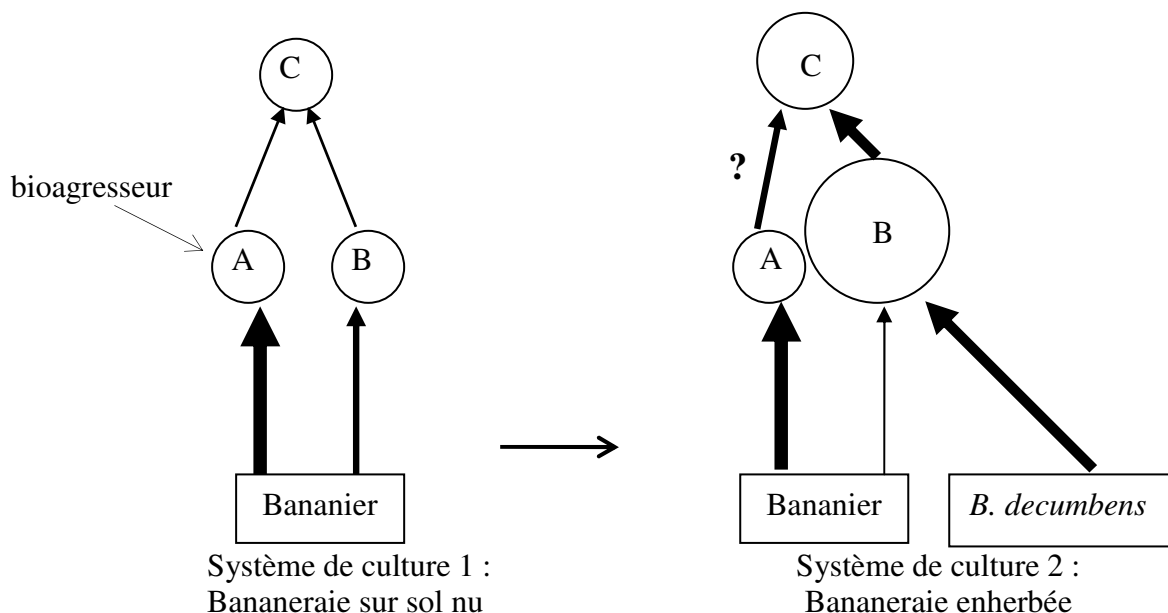 C
C
?
bioagresseur
A
B
A
B
Bananier
Bananier
B. decumbens
Système de culture 1 :
Bananeraie sur sol nu
Système de culture 2 :
Bananeraie enherbée